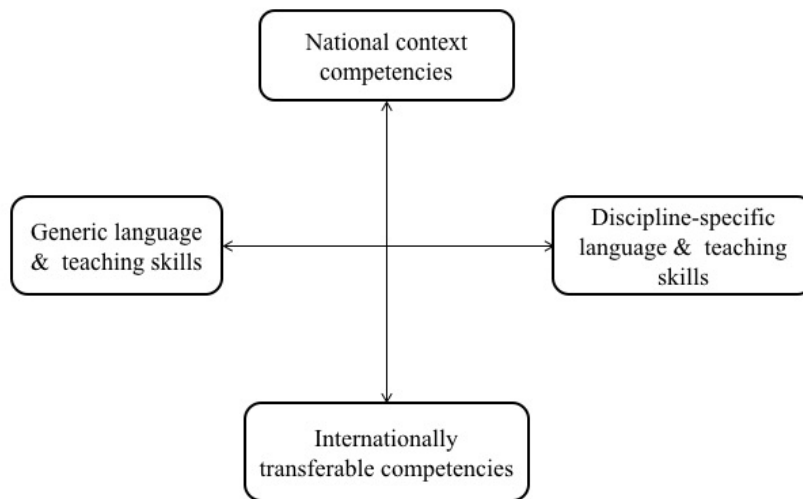 National context
competencies
Generic language
& teaching skills
Discipline-specific
language & teaching
skills
Internationally
transferable competencies